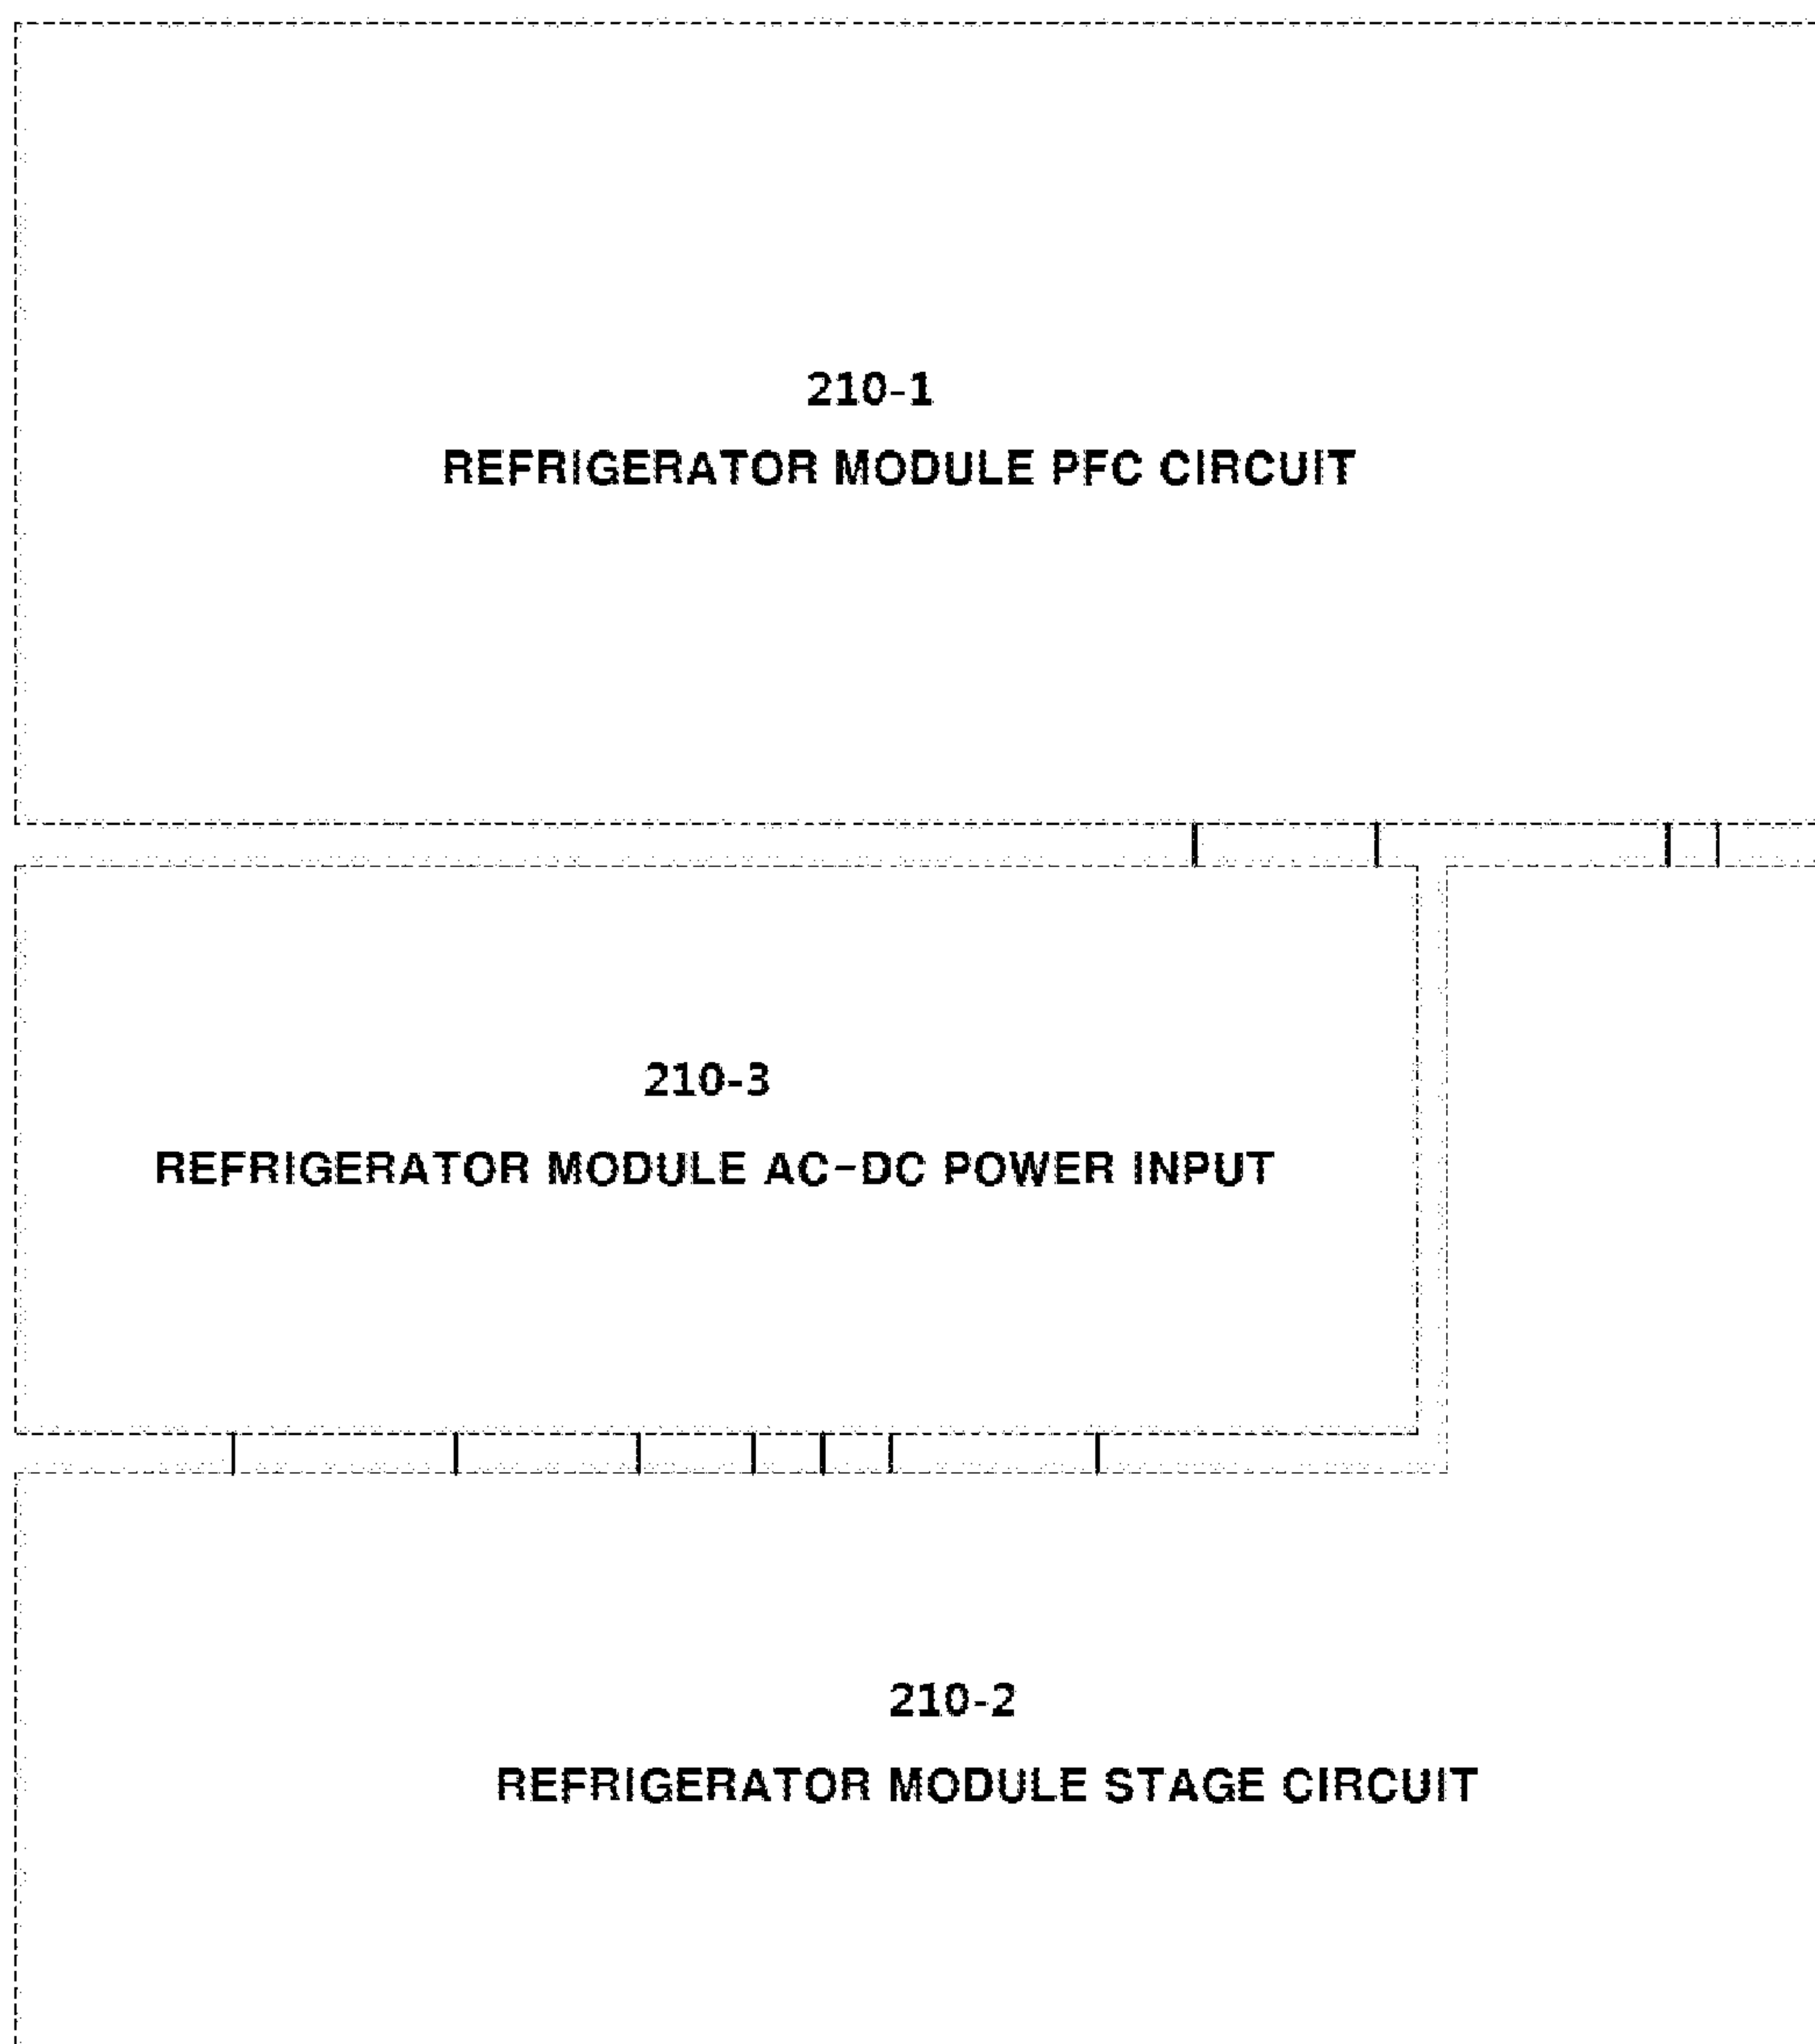 210-1
REFRIGERATOR MODULE PFC CIRCUIT
210-3
REFRIGERATOR MODULE AC-DC POWER INPUT
210-2
REFRIGERATOR MODULE STAGE CIRCUIT